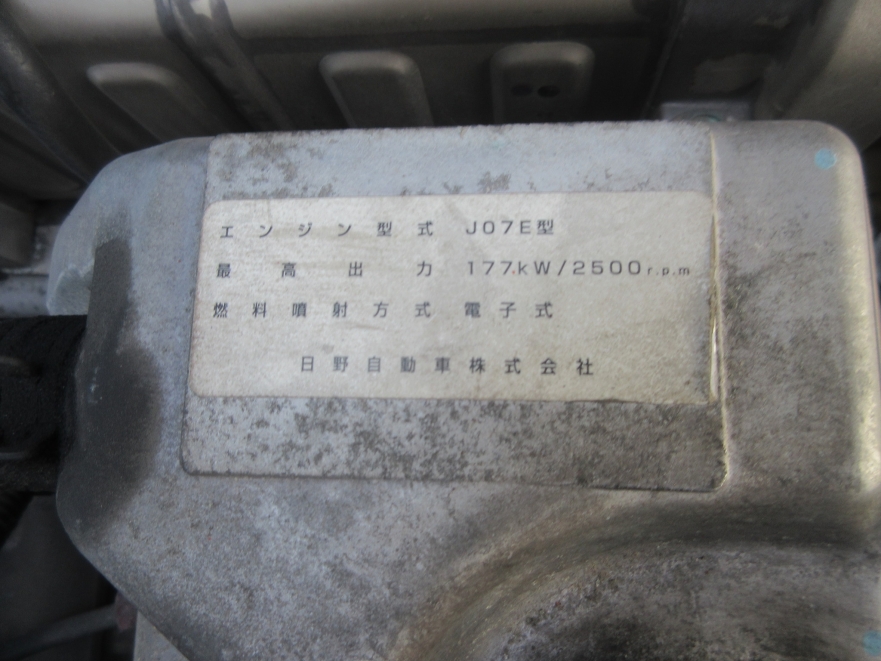 エンジン型式 J07E型
最高出力 177kW/2500r.p.m
燃料噴射方式 電子式
日野自動車株式会社